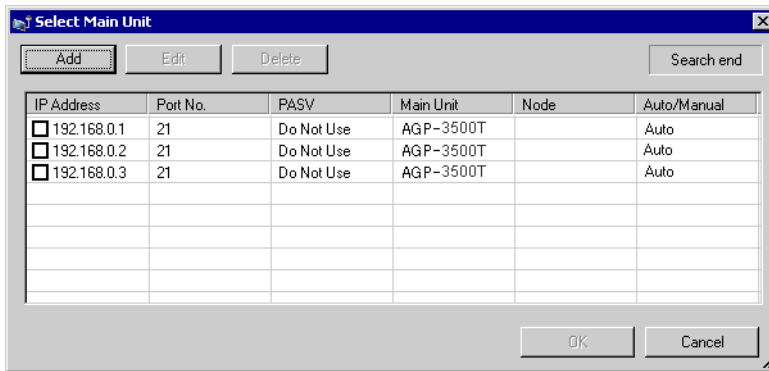 Select Main Unit
Add Edit Delete Search end
IP Address Port No. PASV Main Unit Node Auto/Manual
192.168.0.1 21 Do Not Use AGP-3500T Auto
192.168.0.2 21 Do Not Use AGP-3500T Auto
192.168.0.3 21 Do Not Use AGP-3500T Auto
OK Cancel